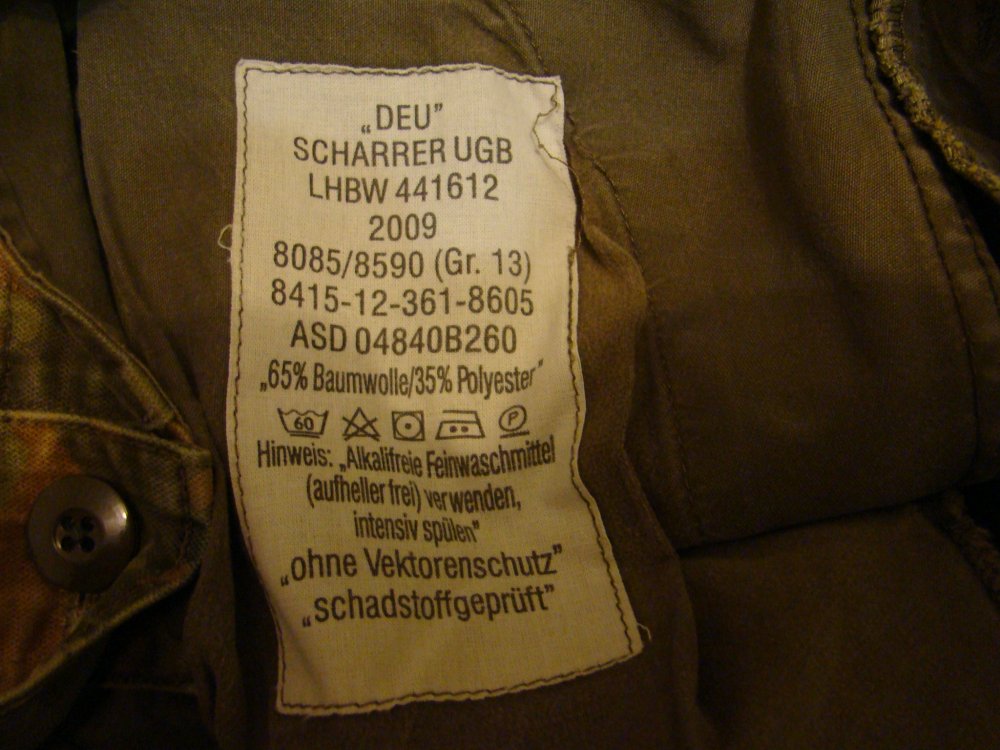 „DEU”
SCHARRER UGB
LHBW 441612
2009
8085/8590 (Gr. 13)
8415-12-361-8605
ASD 04840B260
„65% Baumwolle/35% Polyester”
60 P
Hinweis: „Alkalifreie Feinwaschmittel
(aufheller frei) verwenden,
intensiv spülen”
„ohne Vektorenschutz”
„schadstoffgeprüft”